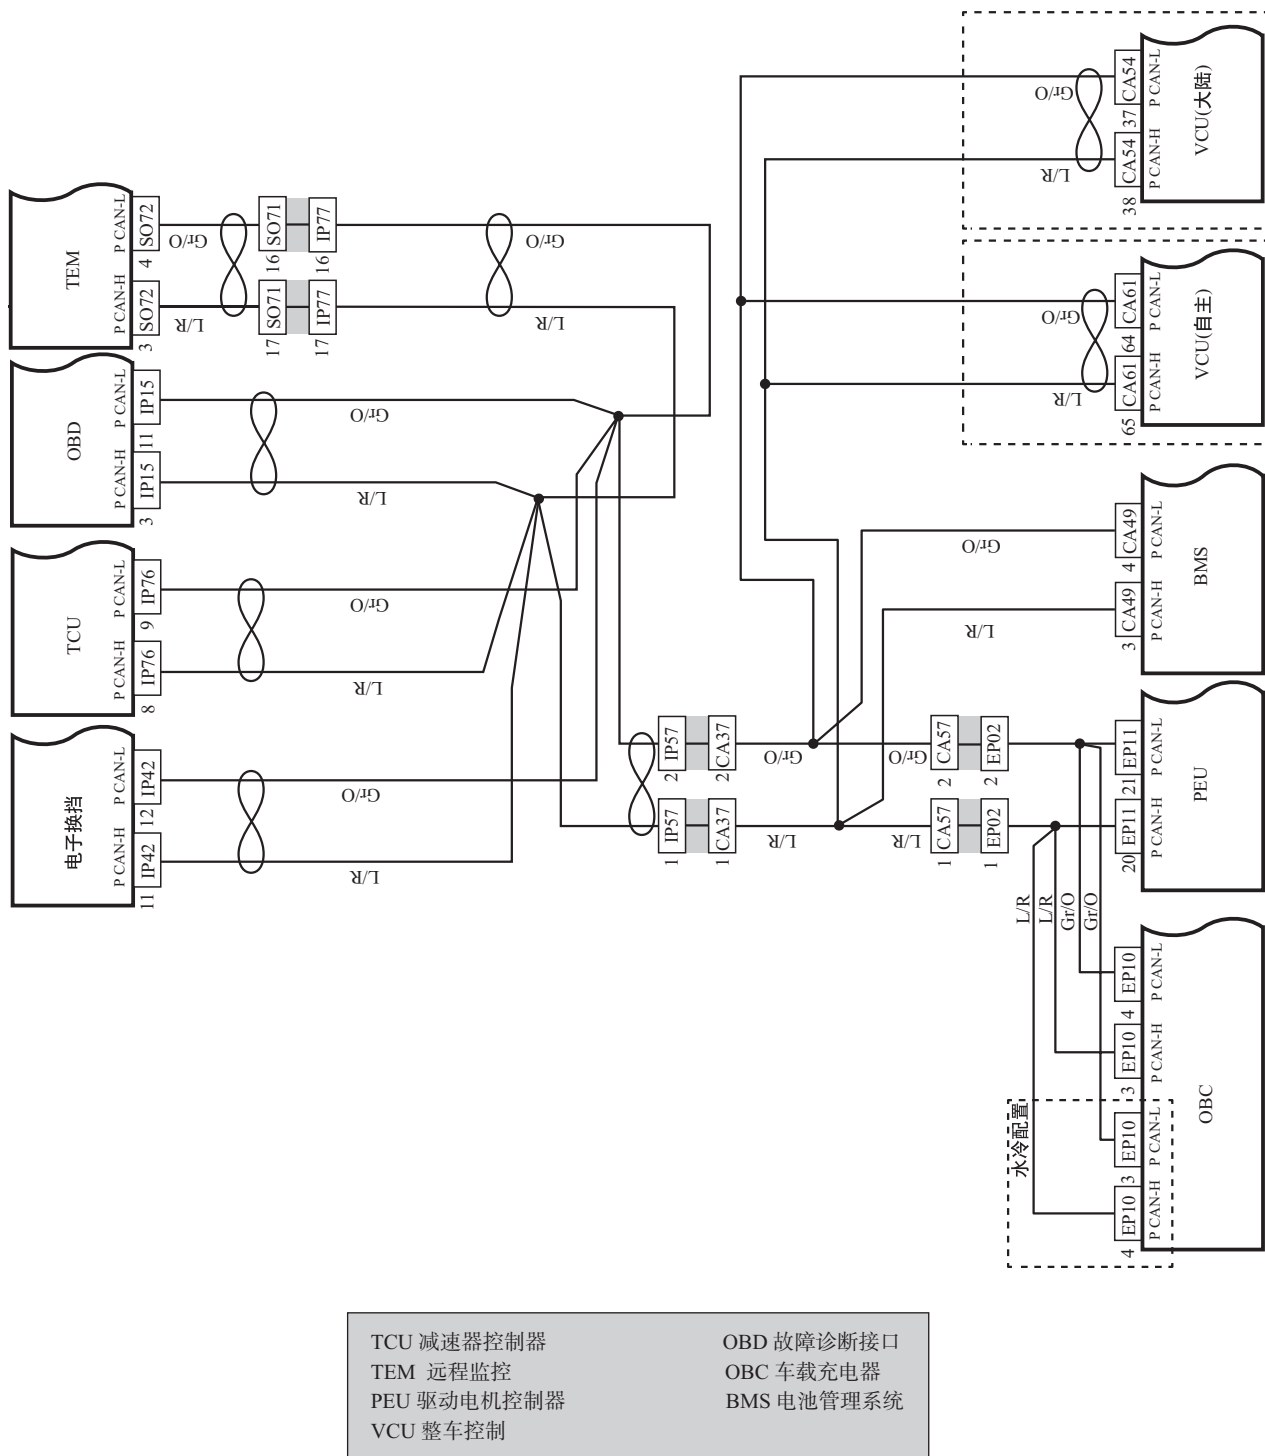 TEM
P CAN-L
P CAN-H
SO72
4
SO72
3
Gr/O
L/R
SO71
16
IP77
16
SO71
17
IP77
17
Gr/O
L/R
OBD
P CAN-L
P CAN-H
IP15
11
IP15
3
Gr/O
L/R
TCU
P CAN-L
P CAN-H
IP76
9
IP76
8
Gr/O
L/R
电子换挡
P CAN-L
P CAN-H
IP42
12
IP42
11
Gr/O
L/R
IP57
2
CA37
2
IP57
1
CA37
1
Gr/O
L/R
Gr/O
L/R
CA57
2
EP02
2
CA57
1
EP02
1
VCU(大陆)
P CAN-L
P CAN-H
CA54
37
CA54
38
Gr/O
L/R
VCU(自主)
P CAN-L
P CAN-H
CA61
64
CA61
65
Gr/O
L/R
BMS
P CAN-L
P CAN-H
CA49
4
CA49
3
Gr/O
L/R
PEU
P CAN-L
P CAN-H
EP11
21
EP11
20
L/R
L/R
Gr/O
Gr/O
OBC
P CAN-L
P CAN-H
EP10
4
EP10
3
水冷配置
P CAN-L
P CAN-H
EP10
3
EP10
4
TCU 减速器控制器
OBD 故障诊断接口
TEM 远程监控
OBC 车载充电器
PEU 驱动电机控制器
BMS 电池管理系统
VCU 整车控制